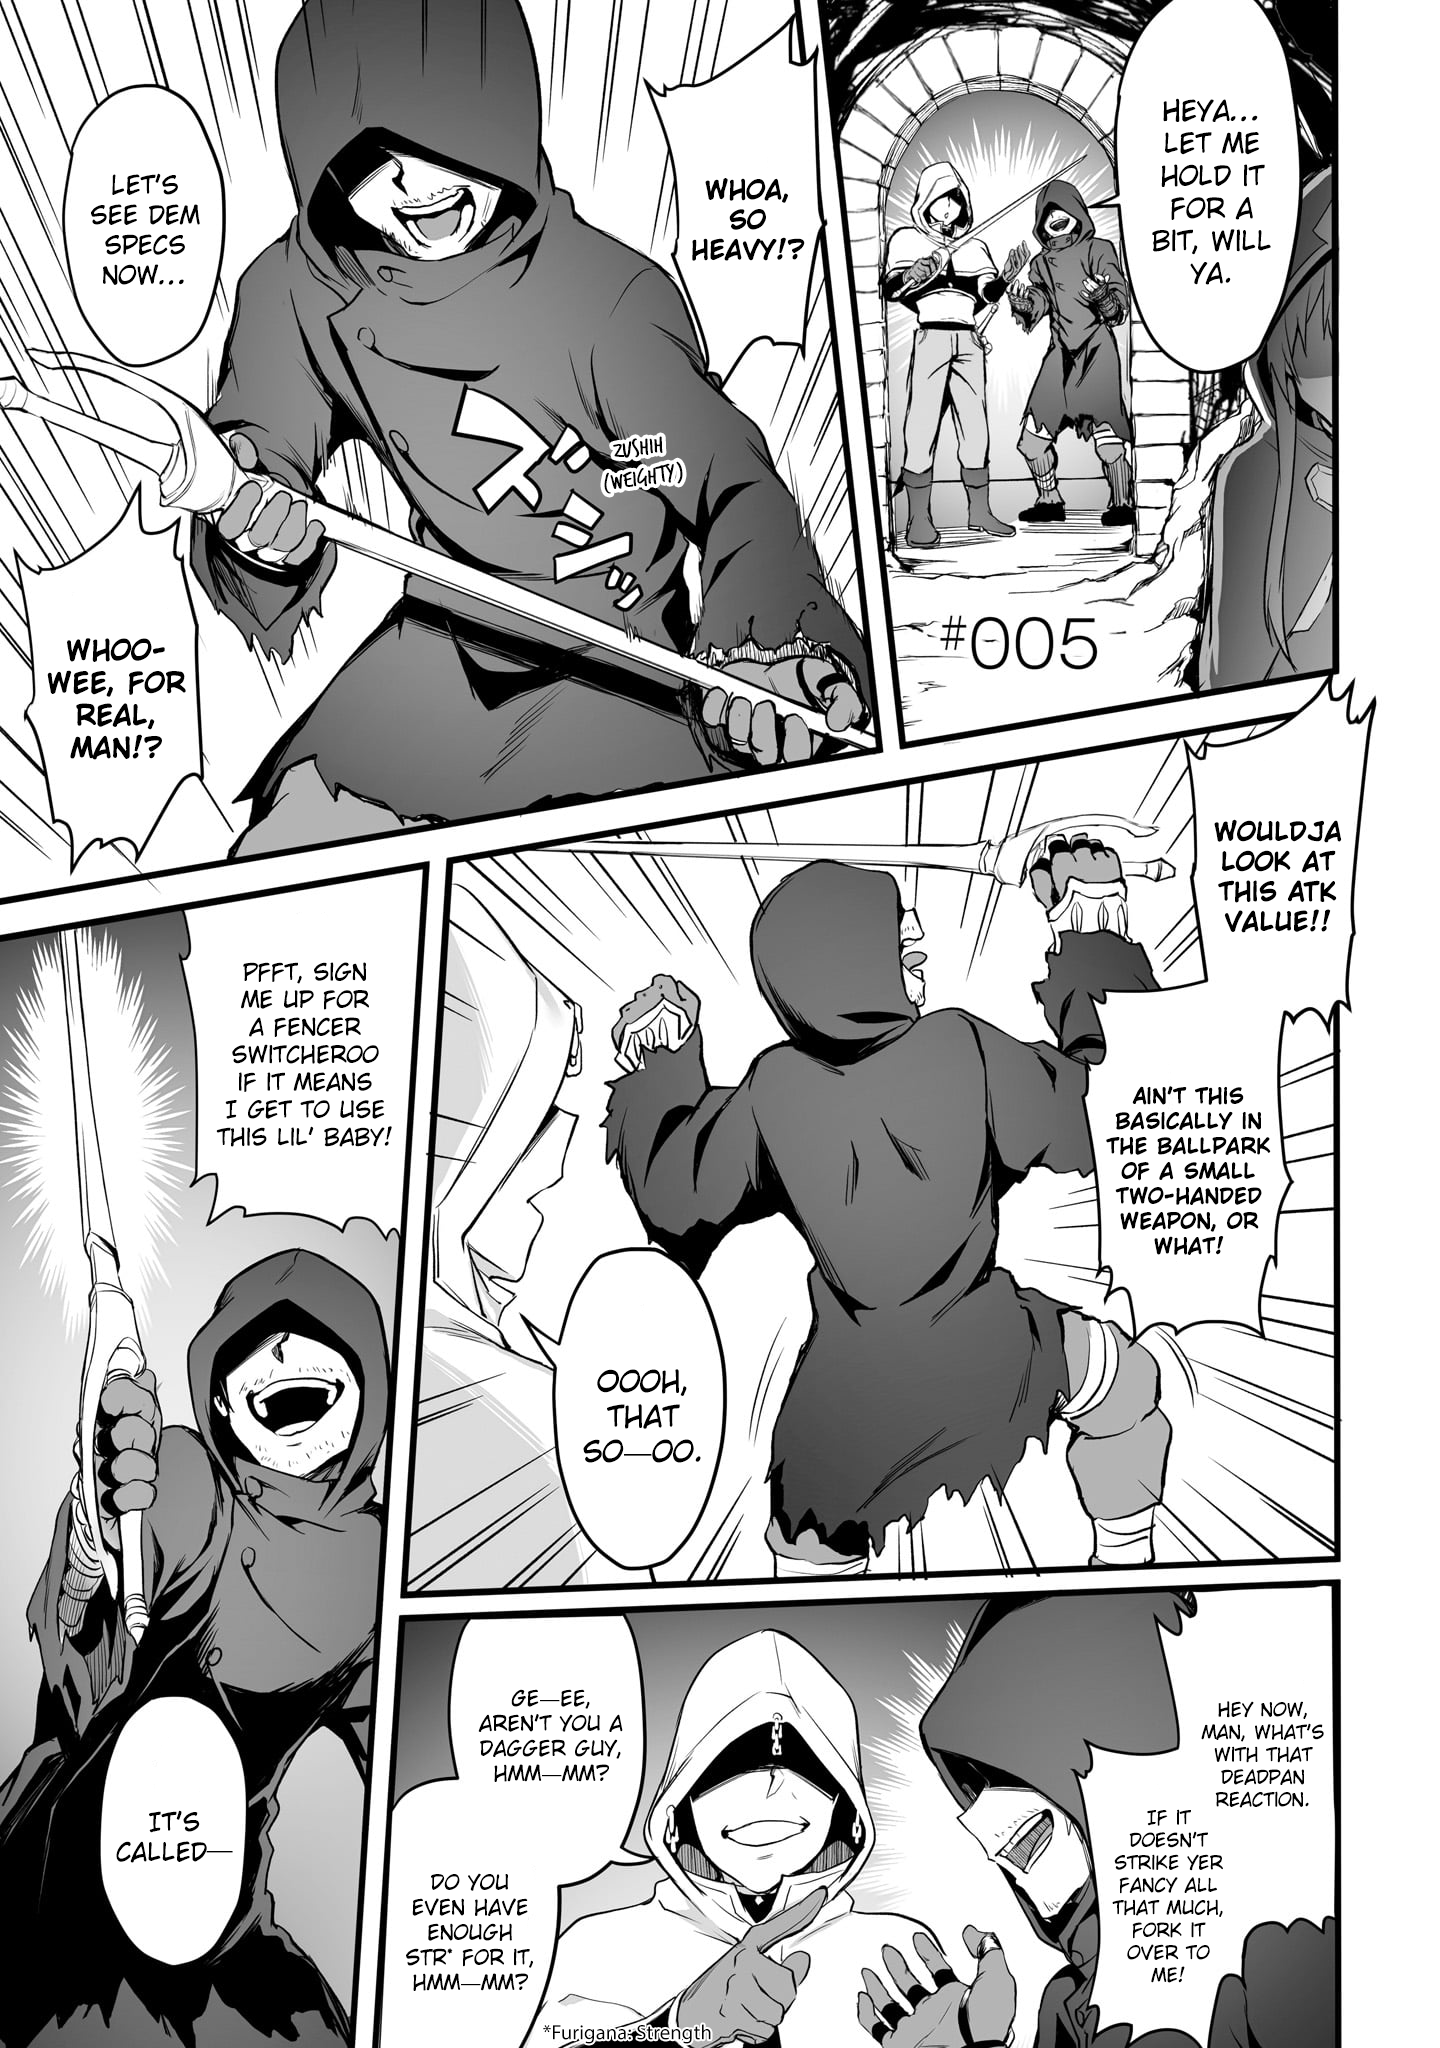 HEYA...
LET ME
HOLD IT
FOR A
BIT, WILL
YA.
#005
WHOA,
SO
HEAVY!?
LET'S
SEE DEM
SPECS
NOW...
ズシッ
ZUSHIH
(WEIGHTY)
WHOO-
WEE, FOR
REAL,
MAN!?
WOULDJA
LOOK AT
THIS ATK
VALUE!!
AIN'T THIS
BASICALLY IN
THE BALLPARK
OF A SMALL
TWO-HANDED
WEAPON, OR
WHAT!
OOOH,
THAT
SO—OO.
PFFT, SIGN
ME UP FOR
A FENCER
SWITCHEROO
IF IT MEANS
I GET TO USE
THIS LIL' BABY!
IT'S
CALLED—
HEY NOW,
MAN, WHAT'S
WITH THAT
DEADPAN
REACTION.
IF IT
DOESN'T
STRIKE YER
FANCY ALL
THAT MUCH,
FORK IT
OVER TO
ME!
GE—EE,
AREN'T YOU A
DAGGER GUY,
HMM—MM?
DO YOU
EVEN HAVE
ENOUGH
STR* FOR IT,
HMM—MM?
*Furigana: Strength